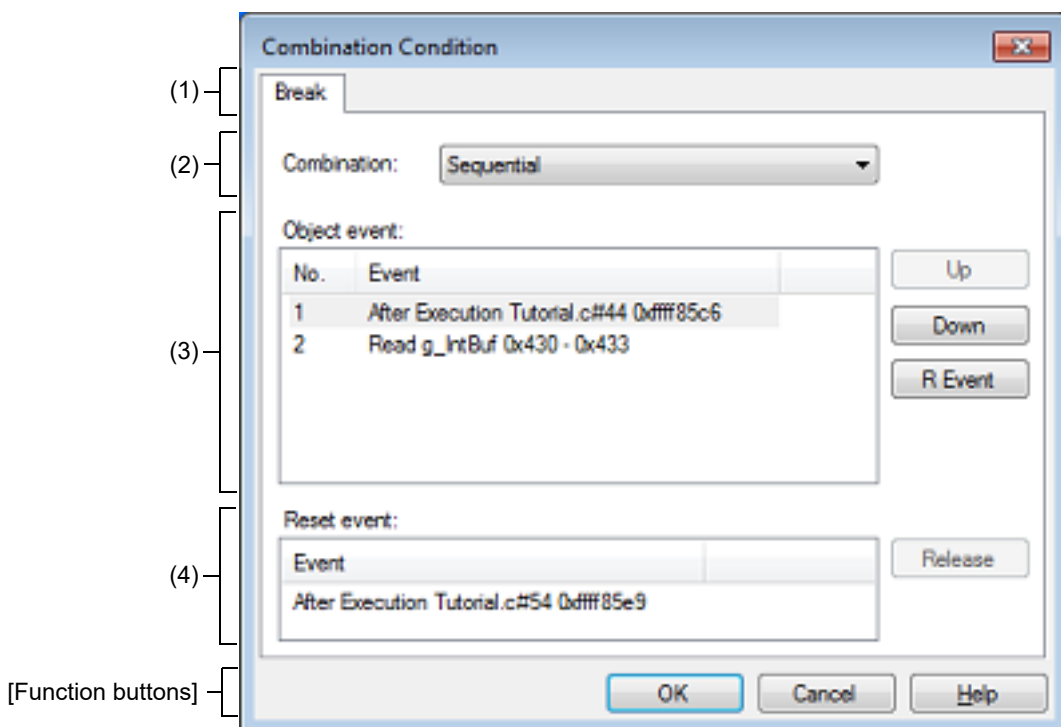 Combination Condition
(1)
Break
(2)
Combination:
Sequential
(3)
Object event:
No. Event
1 After Execution Tutorial.c#44 0xffff85c6
2 Read g_IntBuf 0x430 - 0x433
Up
Down
R Event
(4)
Reset event:
Event
After Execution Tutorial.c#54 0xffff85e9
Release
[Function buttons]
OK Cancel Help